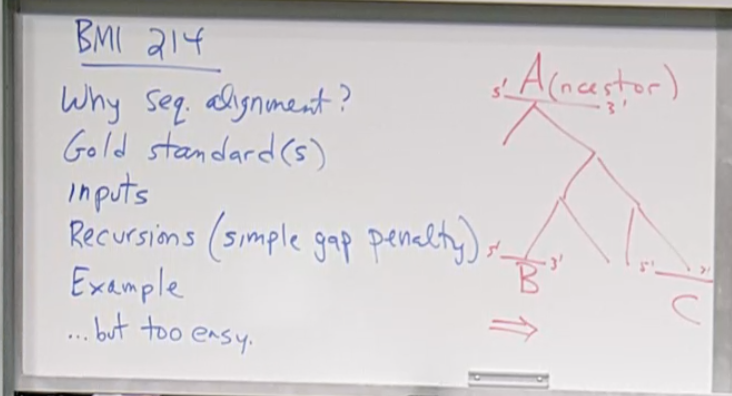 BMI 214
Why seq. alignment?
Gold standard(s)
Inputs
Recursions (simple gap penalty)
Example
...but too easy.
A(ncestor)
5' 3'
5' 3'
B
5' 3'
C
⇒